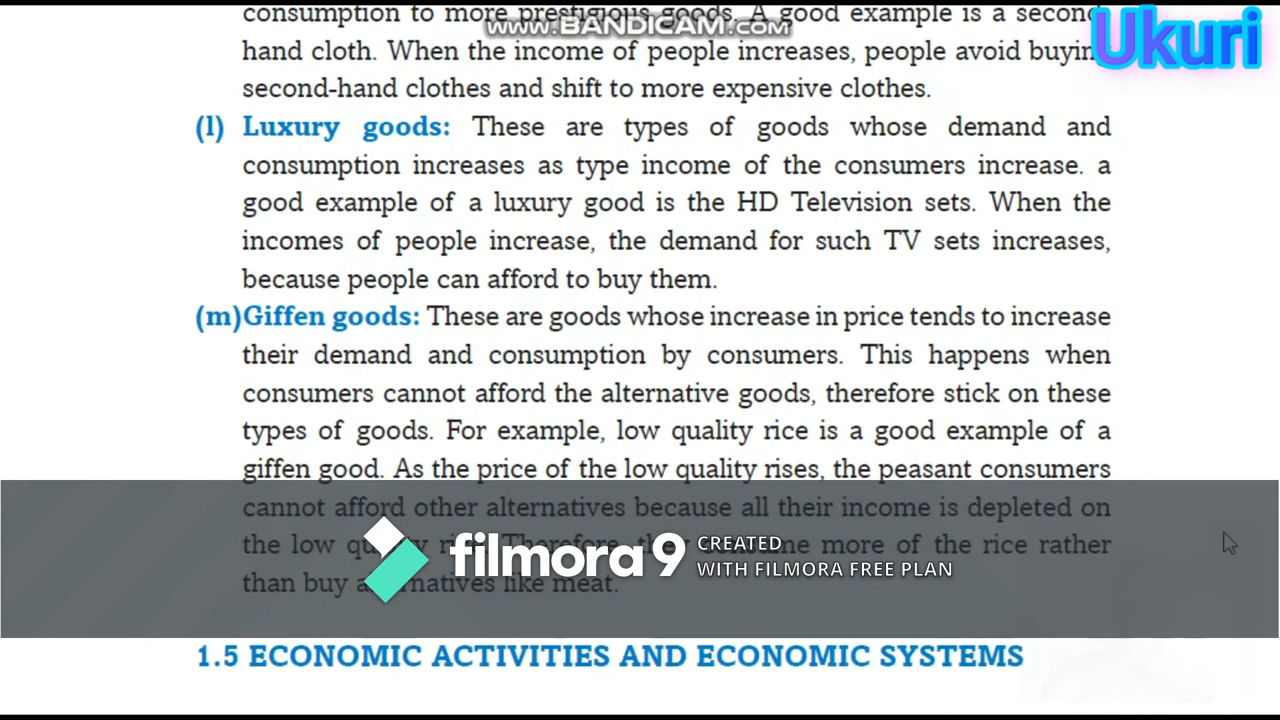 consumption to more prestigious goods. A good example is a second-
www.BANDICAM.com
Ukuri
hand cloth. When the income of people increases, people avoid buying
second-hand clothes and shift to more expensive clothes.
(l) Luxury goods: These are types of goods whose demand and
consumption increases as type income of the consumers increase. a
good example of a luxury good is the HD Television sets. When the
incomes of people increase, the demand for such TV sets increases,
because people can afford to buy them.
(m)Giffen goods: These are goods whose increase in price tends to increase
their demand and consumption by consumers. This happens when
consumers cannot afford the alternative goods, therefore stick on these
types of goods. For example, low quality rice is a good example of a
giffen good. As the price of the low quality rises, the peasant consumers
cannot afford other alternatives because all their income is depleted on
the low quality rice. Therefore, they consume more of the rice rather
than buy alternatives like meat.
filmora9
CREATED
WITH FILMORA FREE PLAN
1.5 ECONOMIC ACTIVITIES AND ECONOMIC SYSTEMS